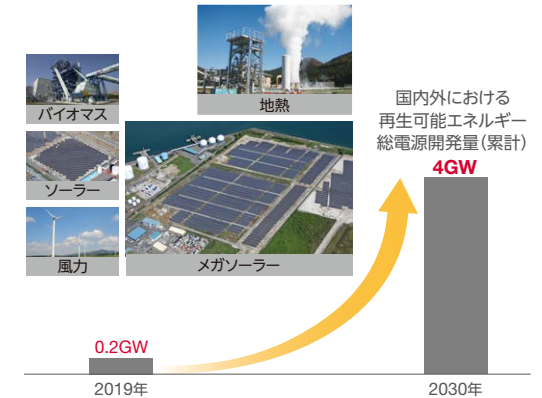 地熱
バイオマス
ソーラー
風力
メガソーラー
国内外における
再生可能エネルギー
総電源開発量(累計)
4GW
0.2GW
2019年
2030年